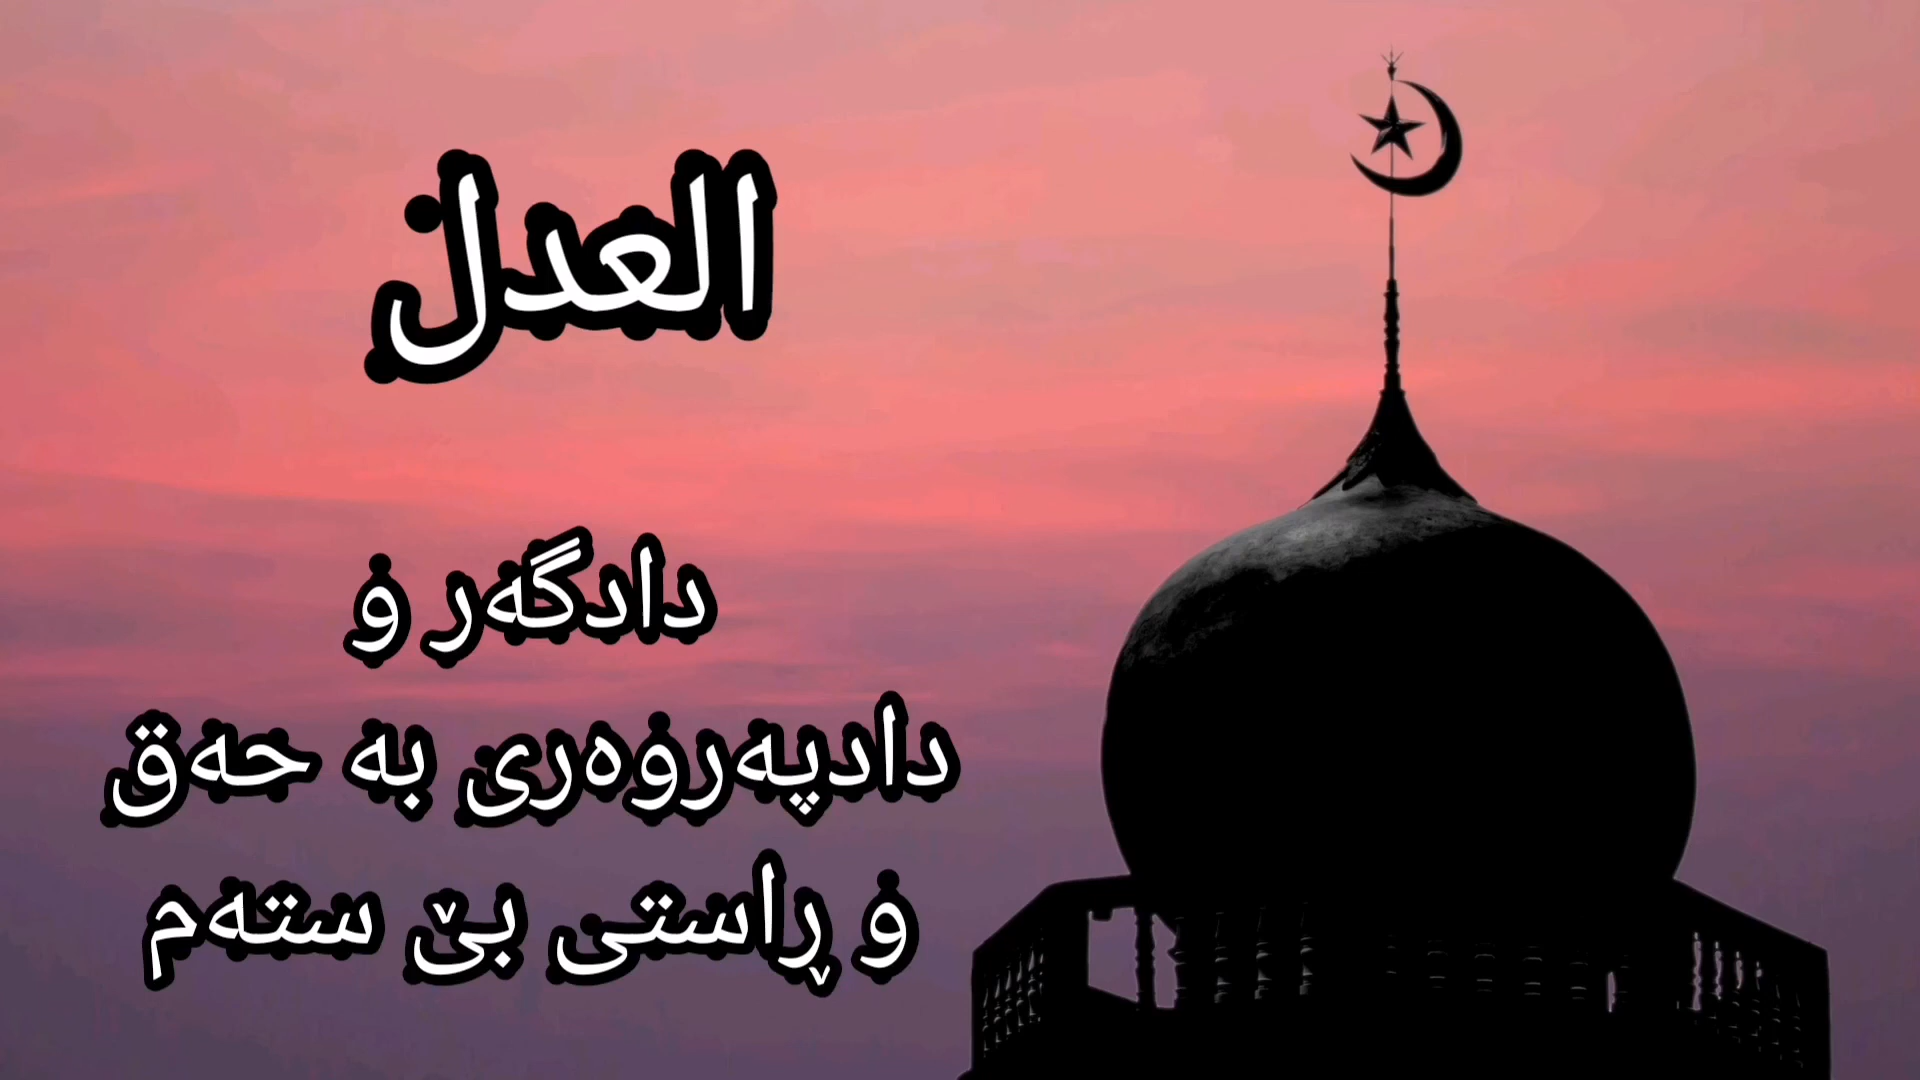 العدل
دادگەر و
دادپەروەری بە حەق
و ڕاستی بێ ستەم